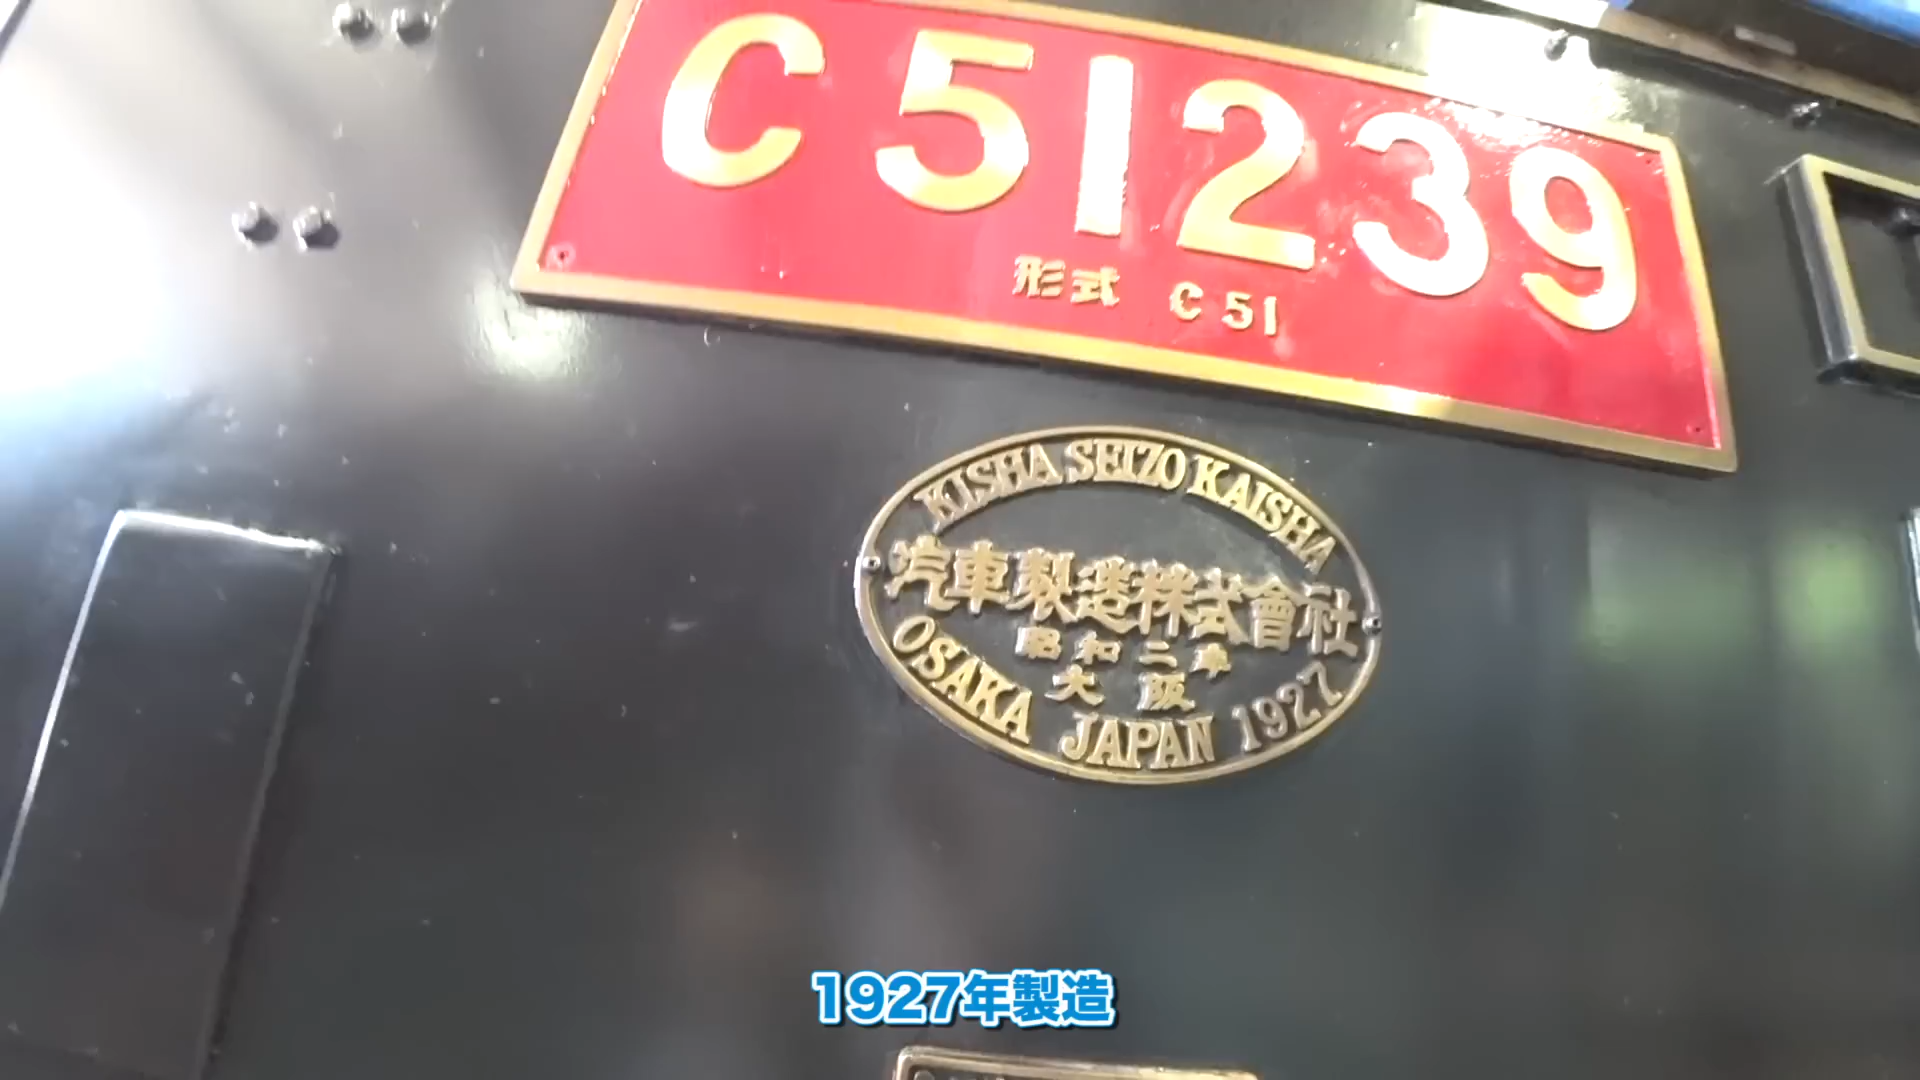 C51239
形式 C51
KISHA SEIZO KAISHA
汽車製造株式會社
昭和二年
大阪
OSAKA JAPAN 1927
1927年製造